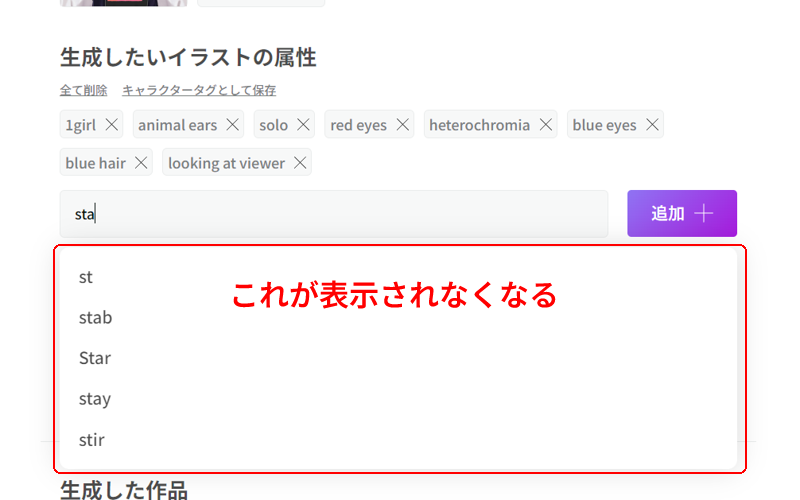 生成したいイラストの属性
全て削除 キャラクタータグとして保存
1girl animal ears solo red eyes heterochromia blue eyes
blue hair looking at viewer
sta 追加
st
これが表示されなくなる
stab
Star
stay
stir
生成した作品